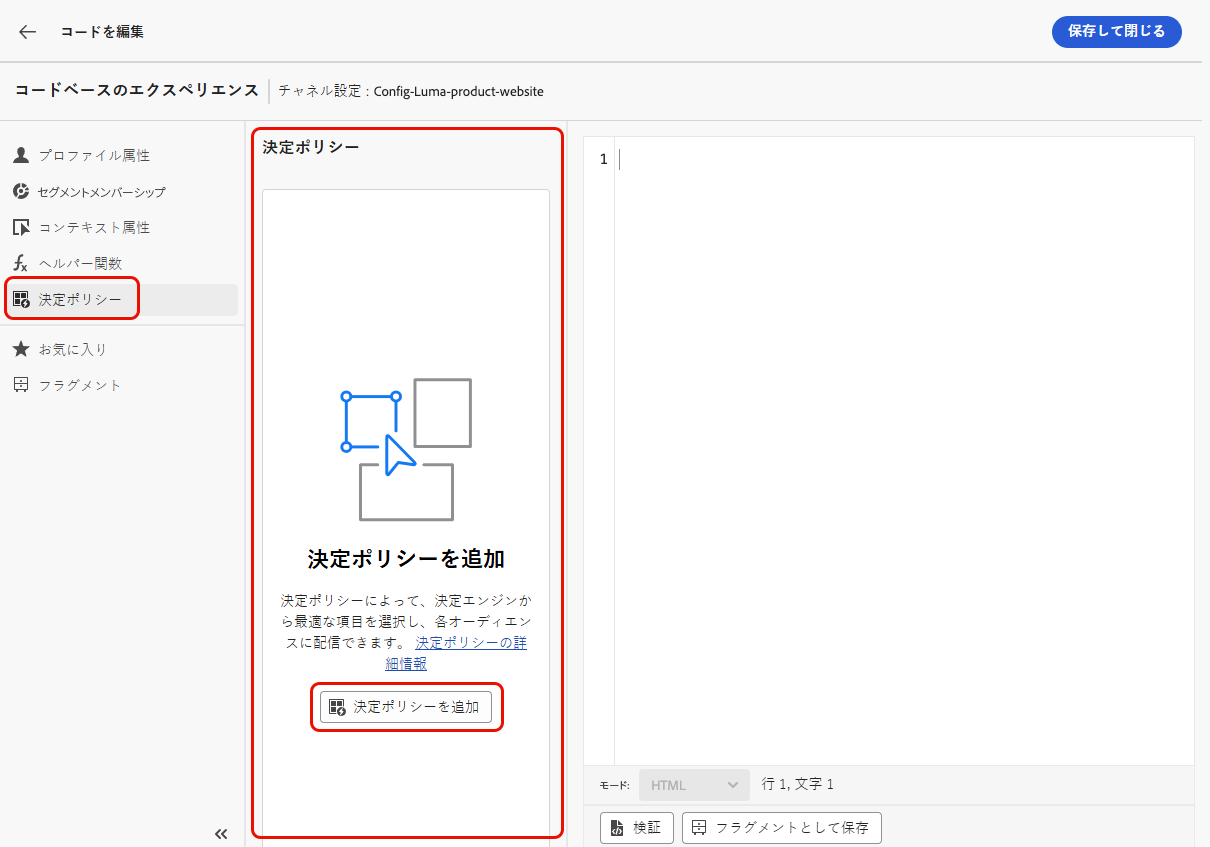 コードを編集
保存して閉じる
コードベースのエクスペリエンス
チャネル設定 : Config-Luma-product-website
プロファイル属性
セグメントメンバーシップ
コンテキスト属性
ヘルパー関数
決定ポリシー
お気に入り
フラグメント
決定ポリシー
決定ポリシーを追加
決定ポリシーによって、決定エンジンか
ら最適な項目を選択し、各オーディエン
スに配信できます。 決定ポリシーの詳
細情報
決定ポリシーを追加
1
モード:
HTML
行 1, 文字 1
検証
フラグメントとして保存